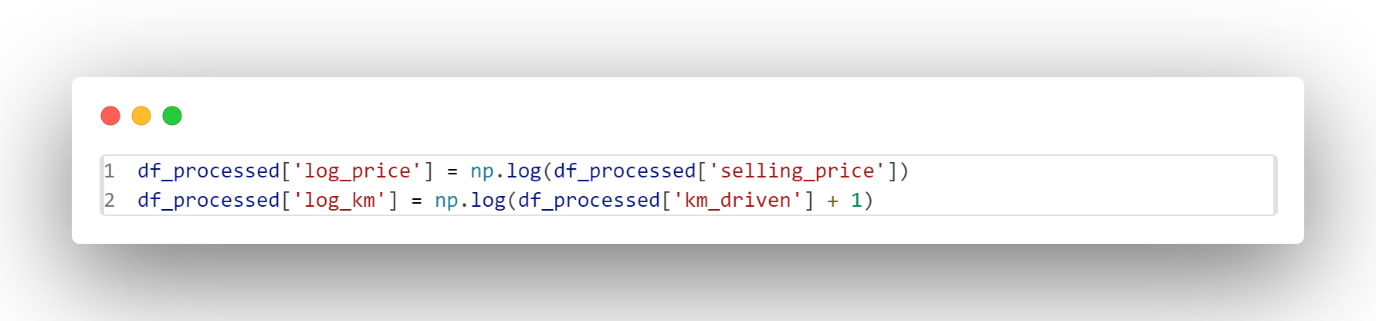 1 df_processed['log_price'] = np.log(df_processed['selling_price'])
2 df_processed['log_km'] = np.log(df_processed['km_driven'] + 1)